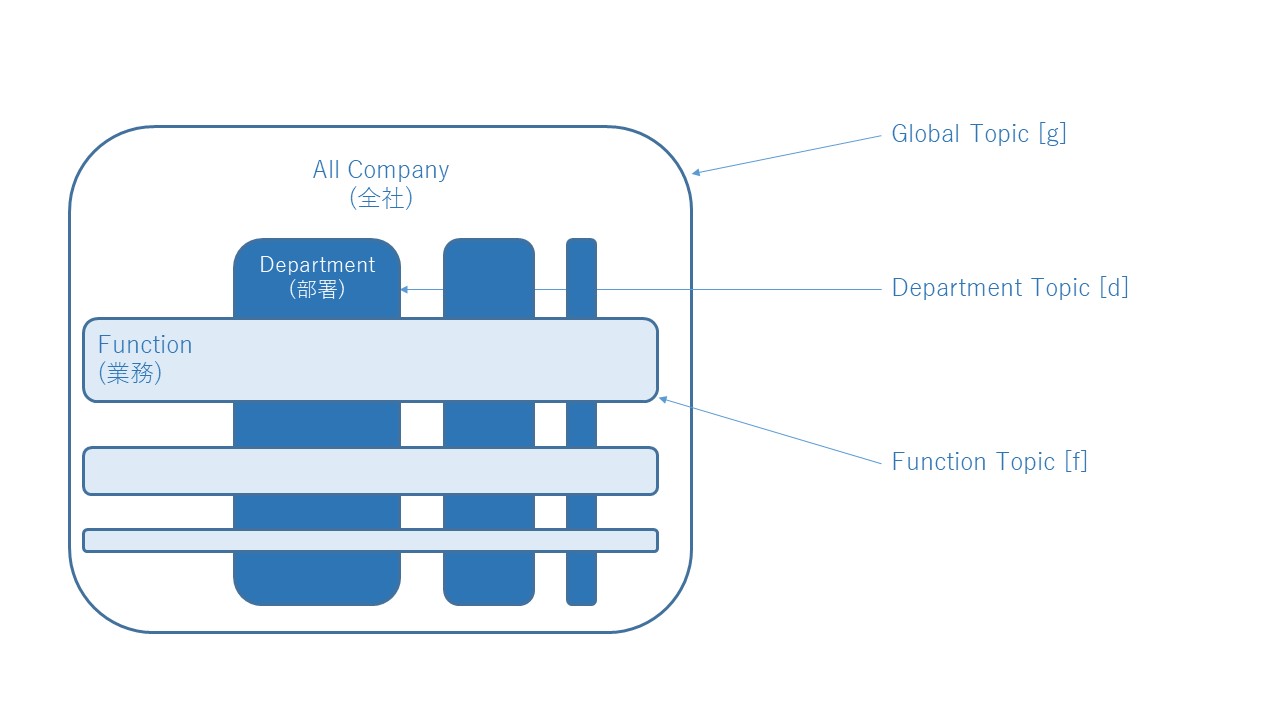 Global Topic [g]
All Company
(全社)
Department
(部署)
Department Topic [d]
Function
(業務)
Function Topic [f]